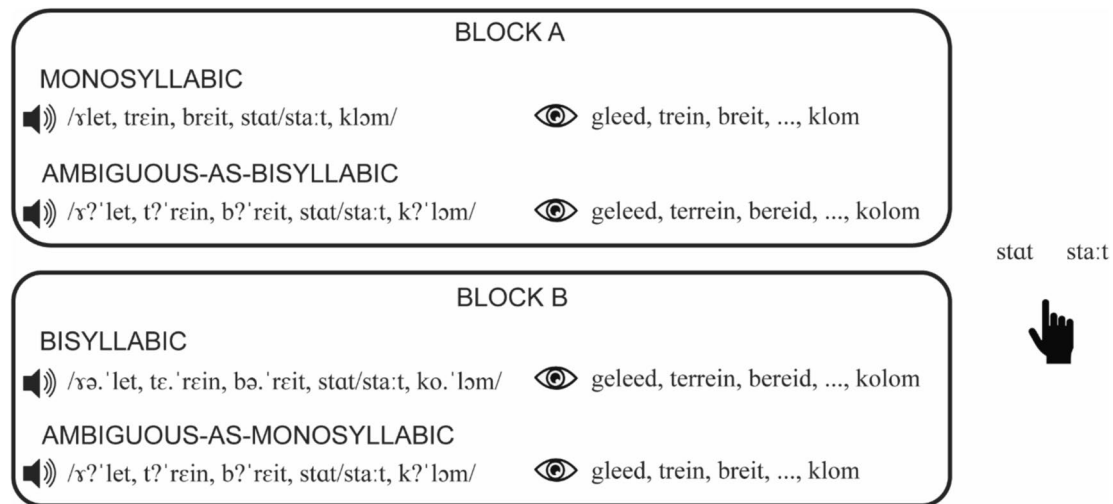 BLOCK A
MONOSYLLABIC
/ɤlet, trɛin, brɛit, stɑt/sta:t, klɔm/ gleed, trein, breit, ..., klom
AMBIGUOUS-AS-BISYLLABIC
/ɤ?ˈlet, t?ˈrɛin, b?ˈrɛit, stɑt/sta:t, k?ˈlɔm/ geleed, terrein, bereid, ..., kolom
stɑt sta:t
BLOCK B
BISYLLABIC
/ɤə.ˈlet, tɛ.ˈrɛin, bə.ˈrɛit, stɑt/sta:t, ko.ˈlɔm/ geleed, terrein, bereid, ..., kolom
AMBIGUOUS-AS-MONOSYLLABIC
/ɤ?ˈlet, t?ˈrɛin, b?ˈrɛit, stɑt/sta:t, k?ˈlɔm/ gleed, trein, breit, ..., klom